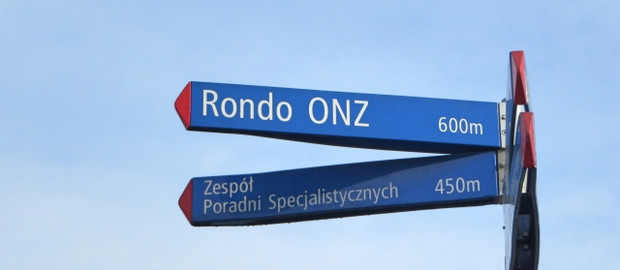 Rondo ONZ 600m
Zespół
Poradni Specjalistycznych 450m